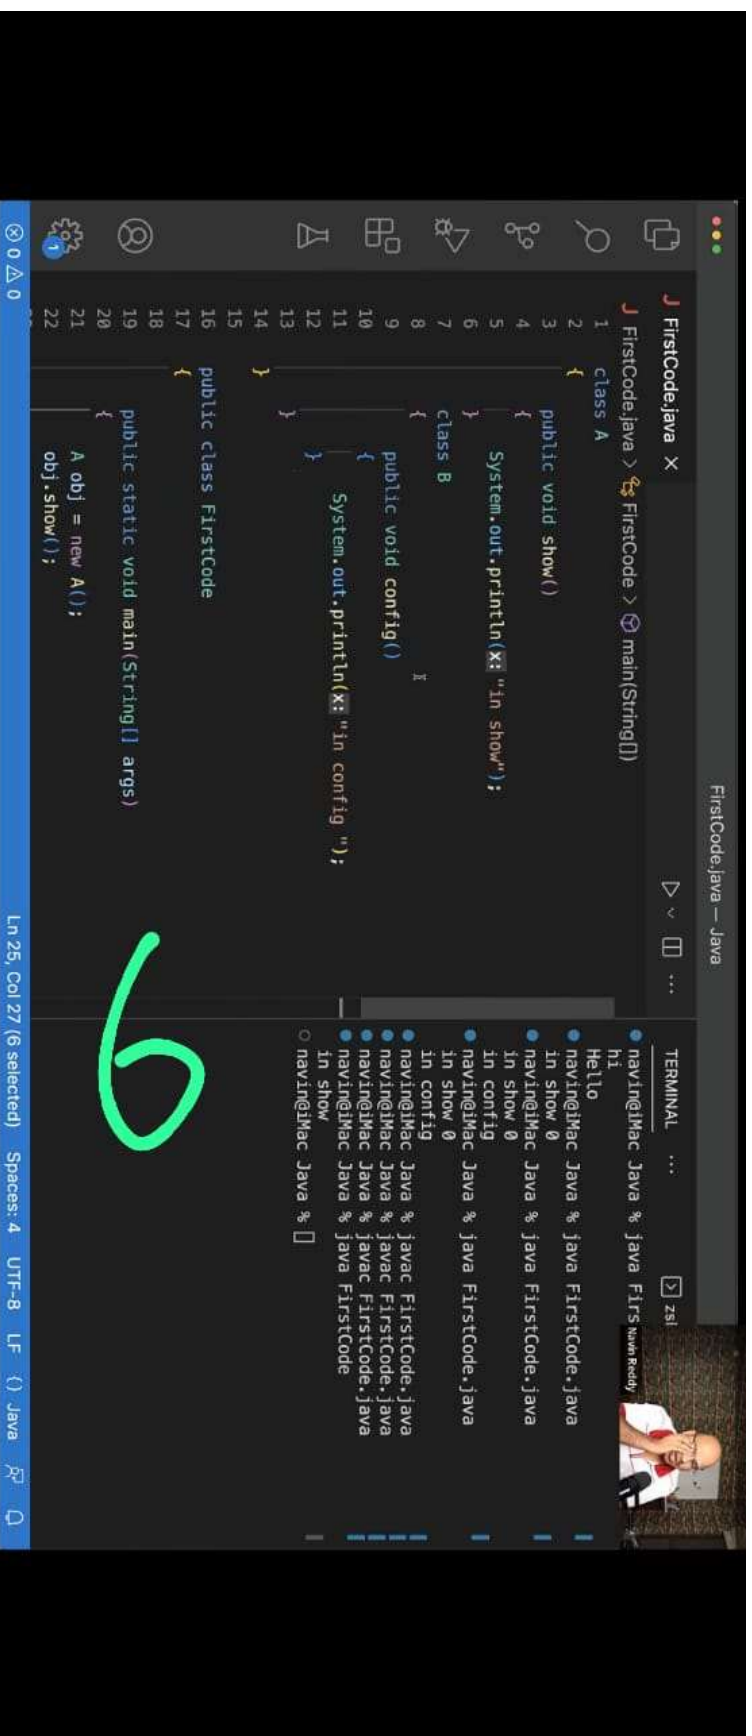 FirstCode.java — Java
FirstCode.java
FirstCode.java > FirstCode > main(String[])
1 class A
2 {
3 public void show()
4 {
5 System.out.println(x: "in show");
6 }
7 class B
8 {
9 public void config()
10 {
11 System.out.println(x: "in config ");
12 }
13 }
14 }
15
16 public class FirstCode
17 {
18
19 public static void main(String[] args)
20 {
21 A obj = new A();
22 obj.show();
TERMINAL ...
navin@iMac Java % java Firs
hi
Hello
navin@iMac Java % java FirstCode.java
in show 0
navin@iMac Java % java FirstCode.java
in show 0
in config
navin@iMac Java % java FirstCode.java
in show 0
in config
navin@iMac Java % javac FirstCode.java
navin@iMac Java % javac FirstCode.java
navin@iMac Java % javac FirstCode.java
navin@iMac Java % java FirstCode
in show
navin@iMac Java %
Navin Reddy
6
1
0 0
Ln 25, Col 27 (6 selected) Spaces: 4 UTF-8 LF {} Java